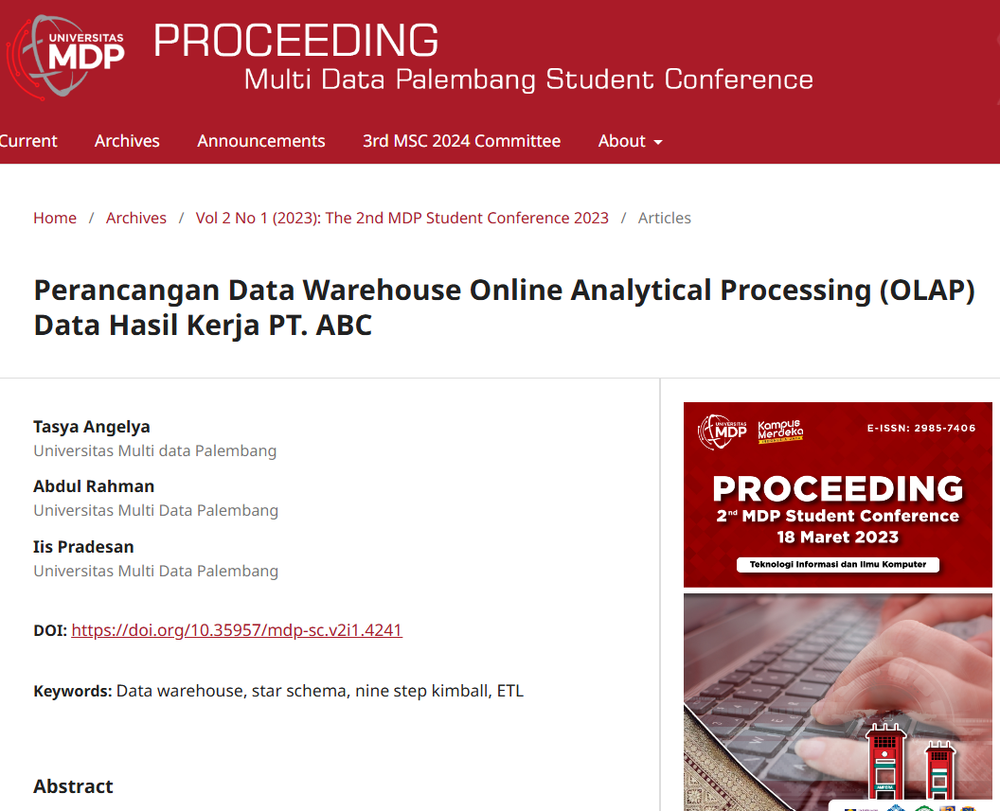 UNIVERSITAS
MDP
PROCEEDING
Multi Data Palembang Student Conference
Current
Archives
Announcements
3rd MSC 2024 Committee
About
Home / Archives / Vol 2 No 1 (2023): The 2nd MDP Student Conference 2023 / Articles
Perancangan Data Warehouse Online Analytical Processing (OLAP)
Data Hasil Kerja PT. ABC
Tasya Angelya
Universitas Multi data Palembang
Abdul Rahman
Universitas Multi Data Palembang
Iis Pradesan
Universitas Multi Data Palembang
DOI: https://doi.org/10.35957/mdp-sc.v2i1.4241
Keywords: Data warehouse, star schema, nine step kimball, ETL
Abstract
UNIVERSITAS
MDP
Kampus
Merdeka
E-ISSN: 2985-7406
PROCEEDING
2nd MDP Student Conference
18 Maret 2023
Teknologi Informasi dan Ilmu Komputer
AMPERA